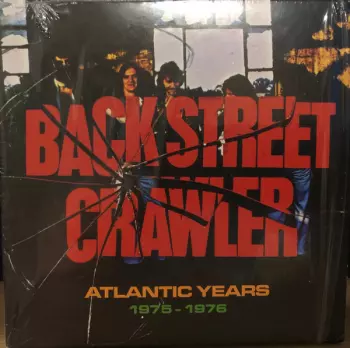 BACK STREET
CRAWLER
ATLANTIC YEARS
1975-1976